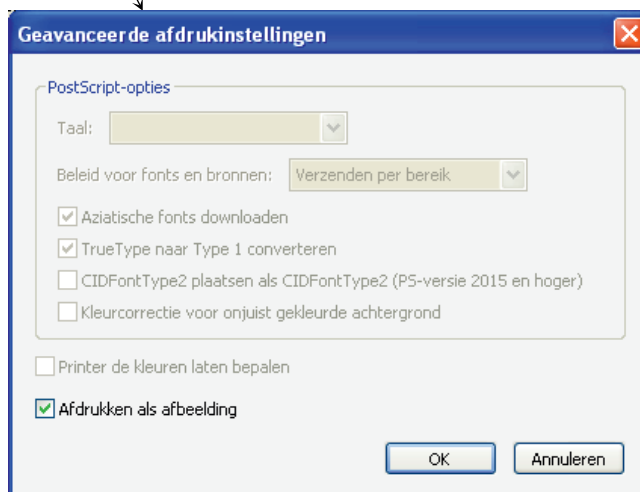 Geavanceerde afdrukinstellingen
PostScript-opties
Taal:
Beleid voor fonts en bronnen: Verzenden per bereik
Aziatische fonts downloaden
TrueType naar Type 1 converteren
CIDFontType2 plaatsen als CIDFontType2 (PS-versie 2015 en hoger)
Kleurcorrectie voor onjuist gekleurde achtergrond
Printer de kleuren laten bepalen
Afdrukken als afbeelding
OK Annuleren